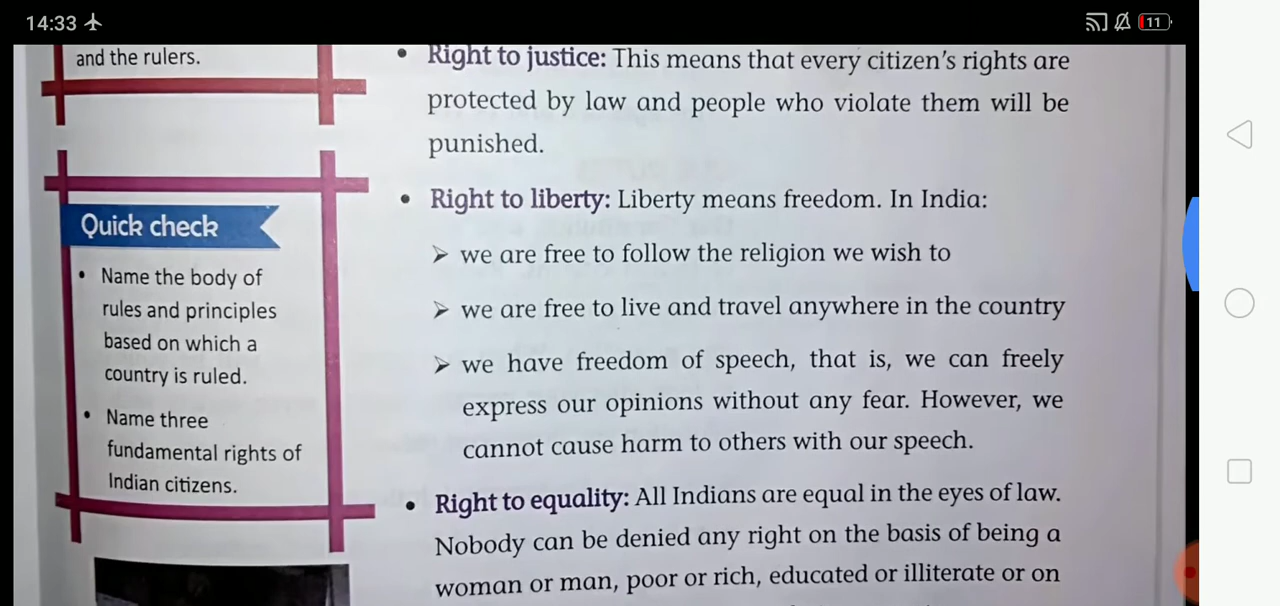 14:33
11
and the rulers.
Quick check
• Name the body of
rules and principles
based on which a
country is ruled.
• Name three
fundamental rights of
Indian citizens.
• Right to justice: This means that every citizen's rights are
protected by law and people who violate them will be
punished.
• Right to liberty: Liberty means freedom. In India:
➤ we are free to follow the religion we wish to
➤ we are free to live and travel anywhere in the country
➤ we have freedom of speech, that is, we can freely
express our opinions without any fear. However, we
cannot cause harm to others with our speech.
• Right to equality: All Indians are equal in the eyes of law.
Nobody can be denied any right on the basis of being a
woman or man, poor or rich, educated or illiterate or on